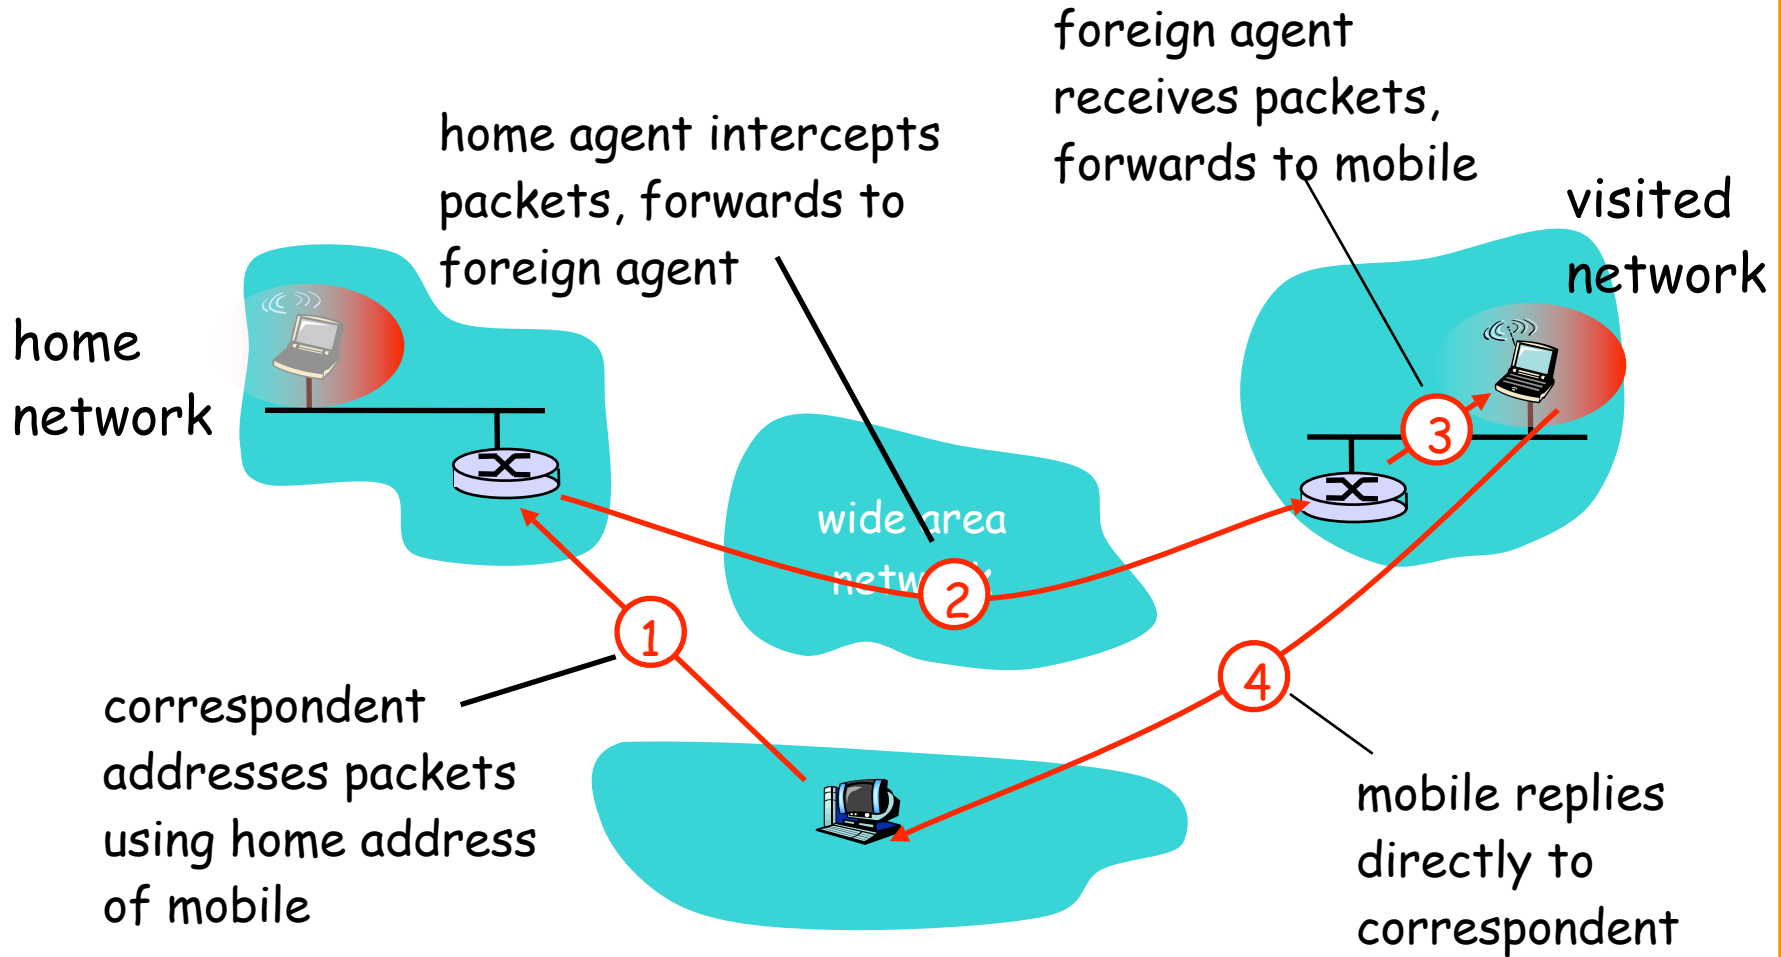 foreign agent
receives packets,
forwards to mobile
home agent intercepts
packets, forwards to
foreign agent
visited
network
home
network
wide area
network
3
2
1
4
correspondent
addresses packets
using home address
of mobile
mobile replies
directly to
correspondent